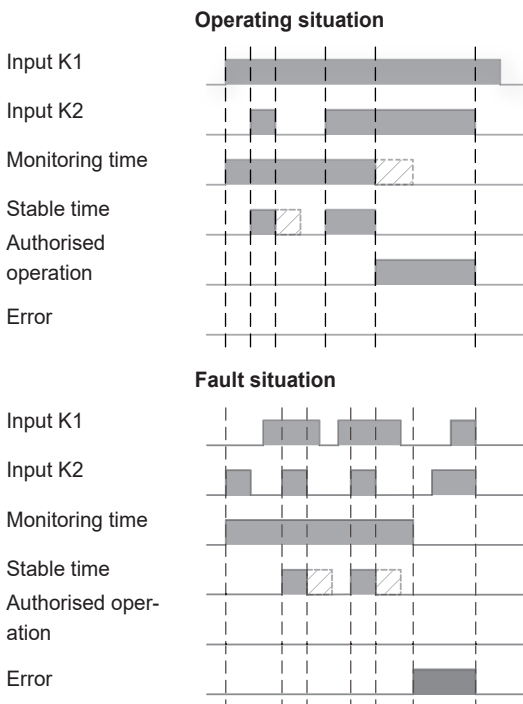 Operating situation
Input K1
Input K2
Monitoring time
Stable time
Authorised
operation
Error
Fault situation
Input K1
Input K2
Monitoring time
Stable time
Authorised oper-
ation
Error